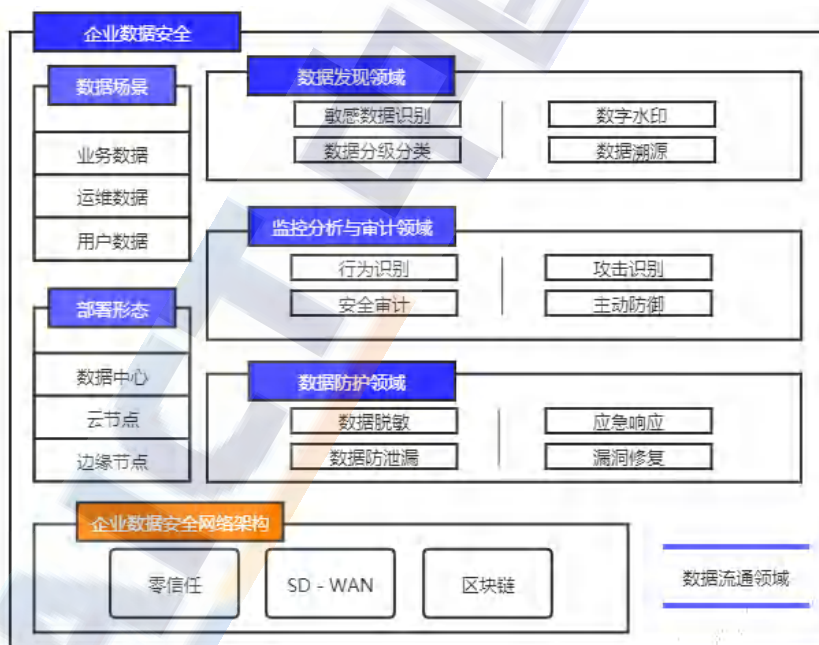 企业数据安全
数据场景
业务数据
运维数据
用户数据
部署形态
数据中心
云节点
边缘节点
数据发现领域
敏感数据识别
数字水印
数据分级分类
数据溯源
监控分析与审计领域
行为识别
攻击识别
安全审计
主动防御
数据防护领域
数据脱敏
应急响应
数据防泄漏
漏洞修复
企业数据安全网络架构
零信任
SD - WAN
区块链
数据流通领域